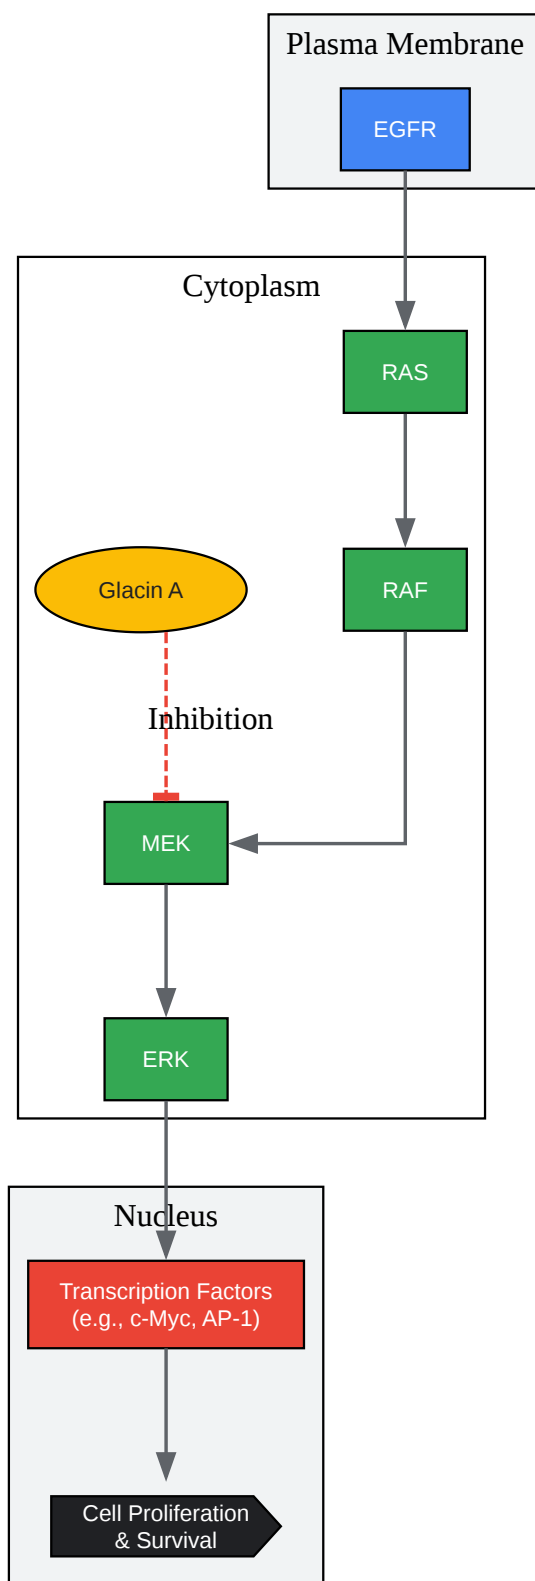 Plasma Membrane
EGFR
Cytoplasm
RAS
Glacin A
RAF
Inhibition
MEK
ERK
Nucleus
Transcription Factors
(e.g., c-Myc, AP-1)
Cell Proliferation
& Survival